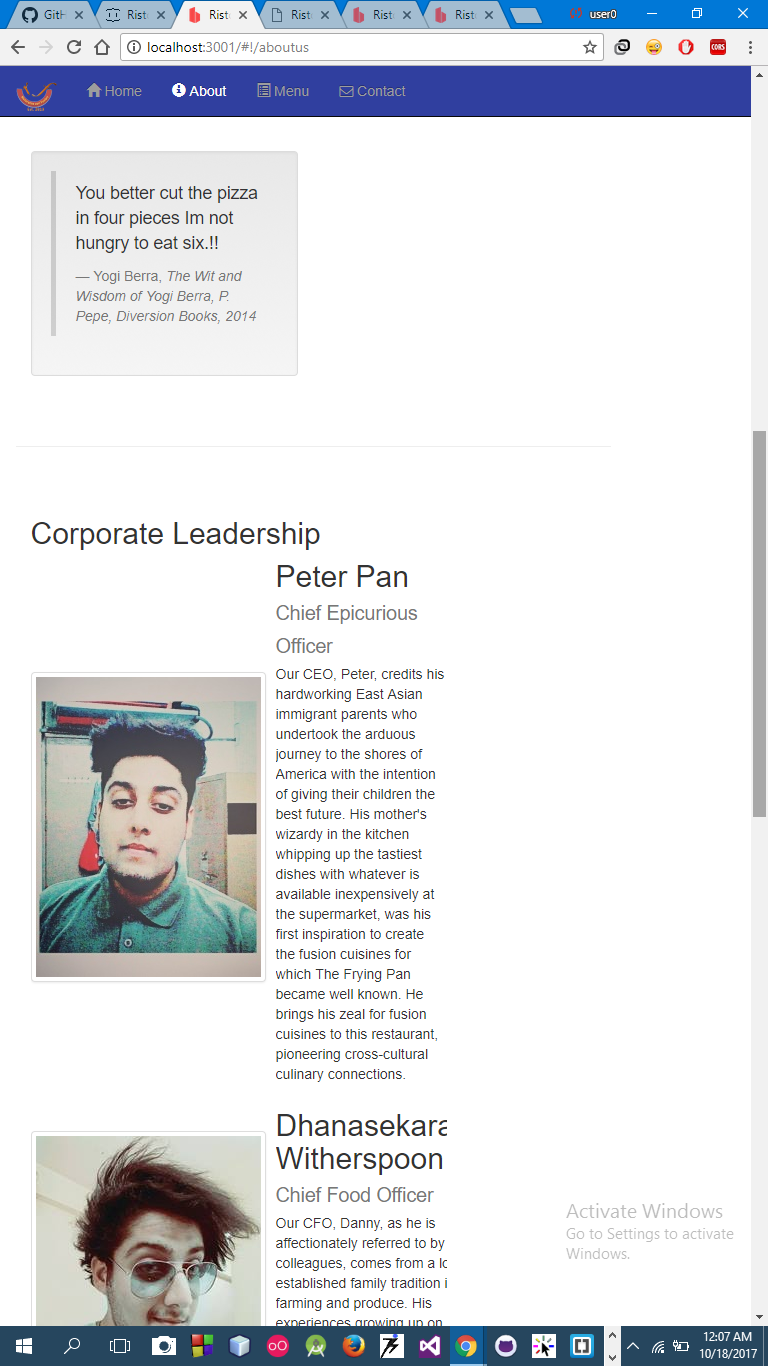 GitH
Rist
Rist
Rist
Rist
Rist
user0
localhost:3001/#!/aboutus
CORS
Home
About
Menu
Contact
You better cut the pizza
in four pieces Im not
hungry to eat six.!!
— Yogi Berra, The Wit and
Wisdom of Yogi Berra, P.
Pepe, Diversion Books, 2014
Corporate Leadership
Peter Pan
Chief Epicurious
Officer
Our CEO, Peter, credits his
hardworking East Asian
immigrant parents who
undertook the arduous
journey to the shores of
America with the intention
of giving their children the
best future. His mother's
wizardy in the kitchen
whipping up the tastiest
dishes with whatever is
available inexpensively at
the supermarket, was his
first inspiration to create
the fusion cuisines for
which The Frying Pan
became well known. He
brings his zeal for fusion
cuisines to this restaurant,
pioneering cross-cultural
culinary connections.
Dhanasekara
Witherspoon
Chief Food Officer
Our CFO, Danny, as he is
affectionately referred to by
colleagues, comes from a lo
established family tradition i
farming and produce. His
experiences growing up on
Activate Windows
Go to Settings to activate
Windows.
12:07 AM
10/18/2017